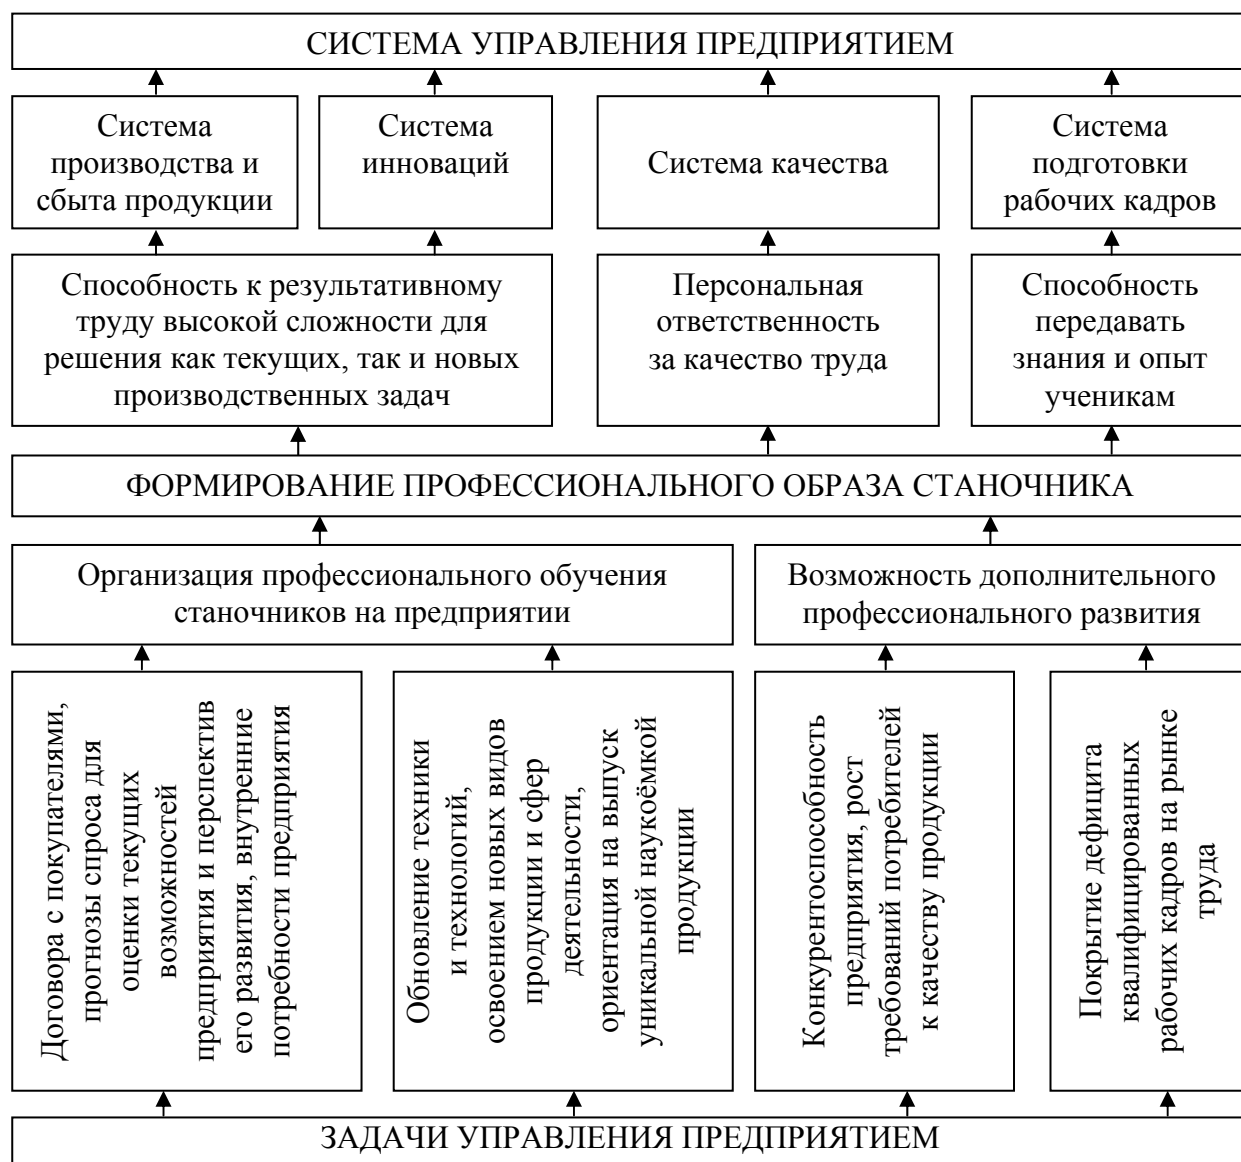 СИСТЕМА УПРАВЛЕНИЯ ПРЕДПРИЯТИЕМ
Система
производства и
сбыта продукции
Система
инноваций
Система качества
Система
подготовки
рабочих кадров
Способность к результативному
труду высокой сложности для
решения как текущих, так и новых
производственных задач
Персональная
ответственность
за качество труда
Способность
передавать
знания и опыт
ученикам
ФОРМИРОВАНИЕ ПРОФЕССИОНАЛЬНОГО ОБРАЗА СТАНОЧНИКА
Организация профессионального обучения
станочников на предприятии
Возможность дополнительного
профессионального развития
Договора с покупателями,
прогнозы спроса для
оценки текущих
возможностей
предприятия и перспектив
его развития, внутренние
потребности предприятия
Обновление техники
и технологий,
освоением новых видов
продукции и сфер
деятельности,
ориентация на выпуск
уникальной наукоёмкой
продукции
Конкурентоспособность
предприятия, рост
требований потребителей
к качеству продукции
Покрытие дефицита
квалифицированных
рабочих кадров на рынке
труда
ЗАДАЧИ УПРАВЛЕНИЯ ПРЕДПРИЯТИЕМ